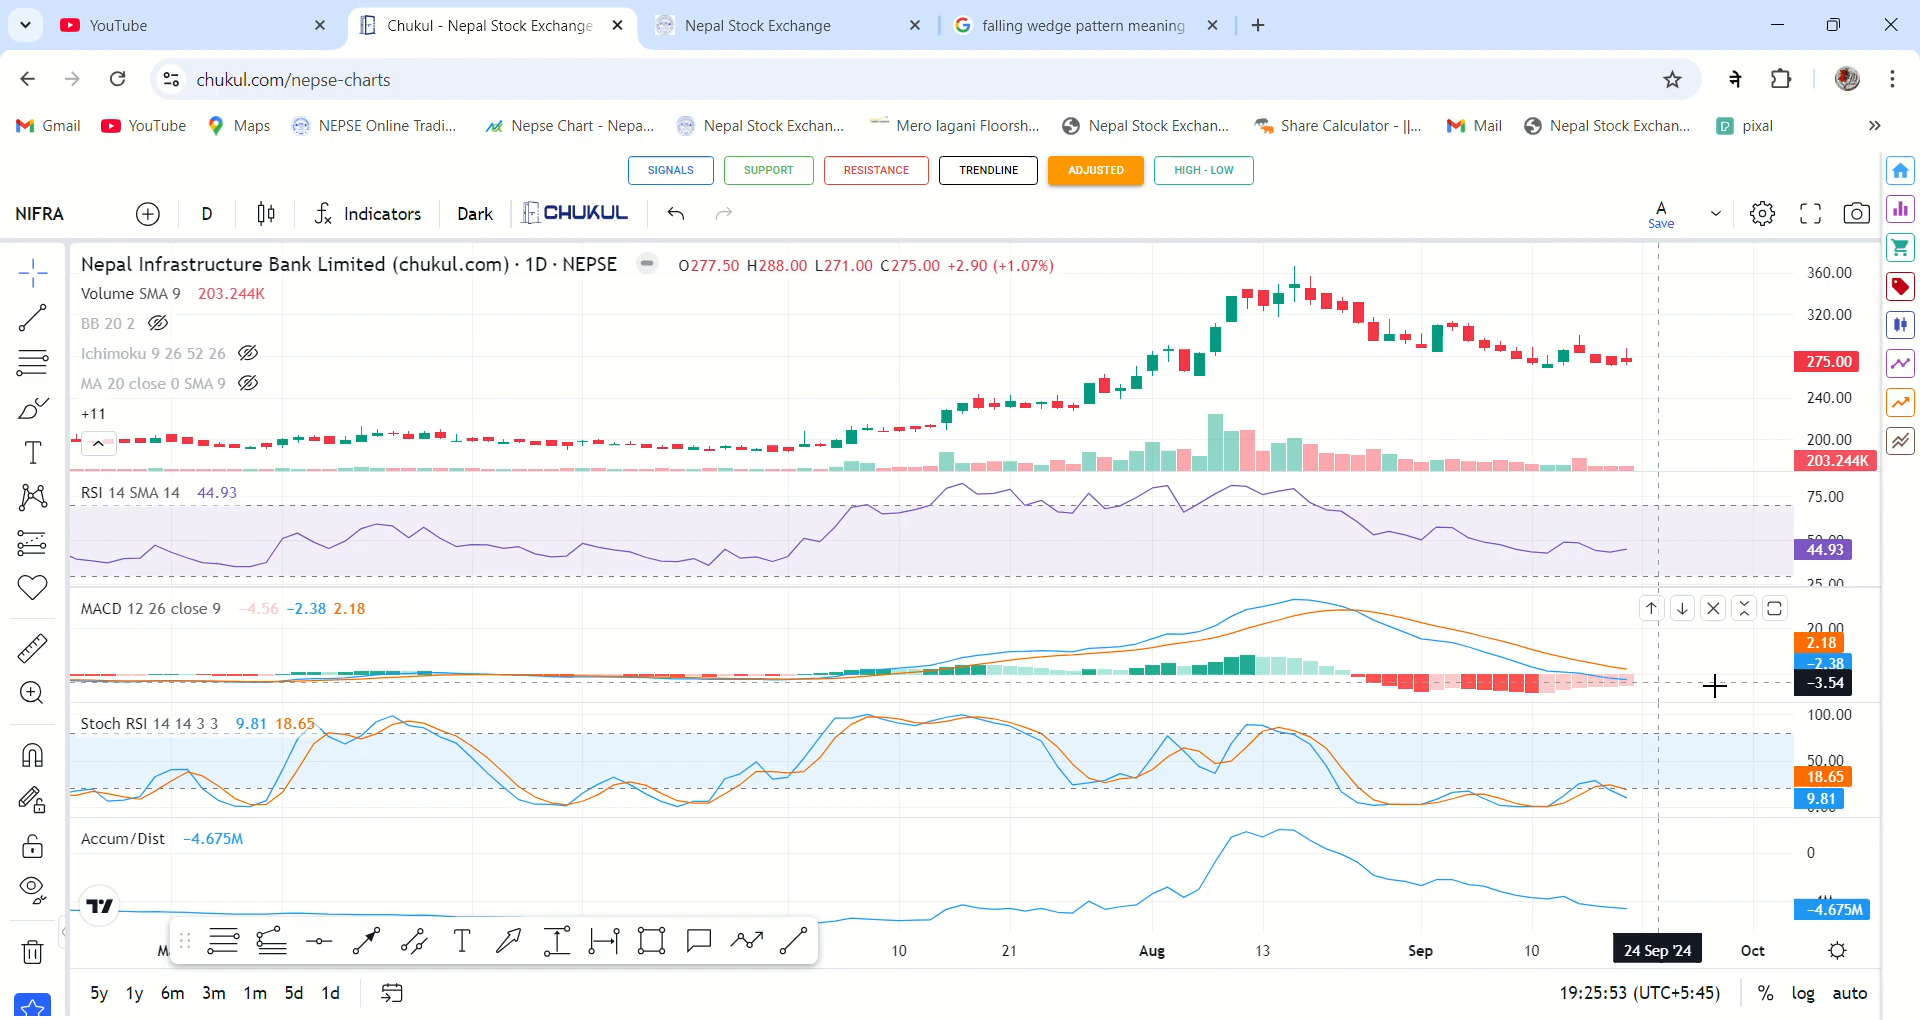 YouTube
Chukul - Nepal Stock Exchange
Nepal Stock Exchange
falling wedge pattern meaning
chukul.com/nepse-charts
ने
Gmail YouTube Maps NEPSE Online Tradi... Nepse Chart - Nepa... Nepal Stock Exchan... Mero lagani Floorsh... Nepal Stock Exchan... Share Calculator - ||... Mail Nepal Stock Exchan... pixal
SIGNALS SUPPORT RESISTANCE TRENDLINE ADJUSTED HIGH - LOW
NIFRA D Indicators Dark CHUKUL A Save
Nepal Infrastructure Bank Limited (chukul.com) · 1D · NEPSE O277.50 H288.00 L271.00 C275.00 +2.90 (+1.07%)
Volume SMA 9 203.244K
BB 20 2
Ichimoku 9 26 52 26
MA 20 close 0 SMA 9
+11
360.00
320.00
275.00
240.00
200.00
203.244K
RSI 14 SMA 14 44.93
75.00
44.93
25.00
MACD 12 26 close 9 −4.56 −2.38 2.18
20.00
2.18
−2.38
−3.54
Stoch RSI 14 14 3 3 9.81 18.65
100.00
50.00
18.65
9.81
Accum/Dist −4.675M
0
−4.675M
10 21 Aug 13 Sep 10 24 Sep '24 Oct
5y 1y 6m 3m 1m 5d 1d 19:25:53 (UTC+5:45) % log auto